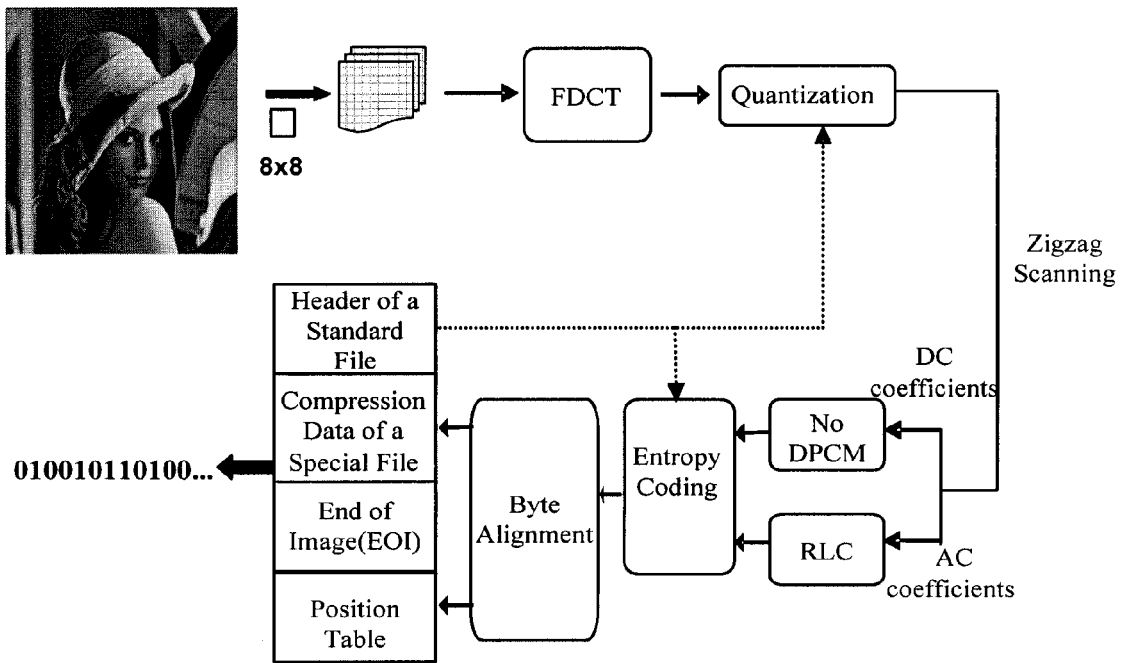 FDCT
Quantization
8x8
Zigzag
Scanning
Header of a
Standard
File
DC
coefficients
Compression
Data of a
Special File
No
DPCM
Entropy
Coding
010010110100...
Byte
Alignment
End of
Image(EOI)
RLC
AC
coefficients
Position
Table